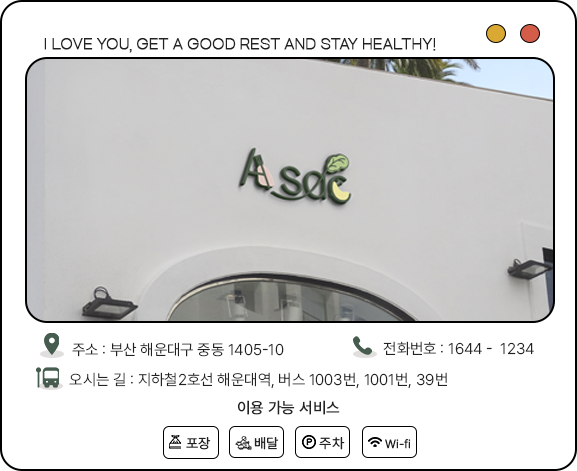 I LOVE YOU, GET A GOOD REST AND STAY HEALTHY!
A sac
주소 : 부산 해운대구 중동 1405-10
전화번호 : 1644 - 1234
오시는 길 : 지하철2호선 해운대역, 버스 1003번, 1001번, 39번
이용 가능 서비스
포장
배달
P 주차
Wi-fi